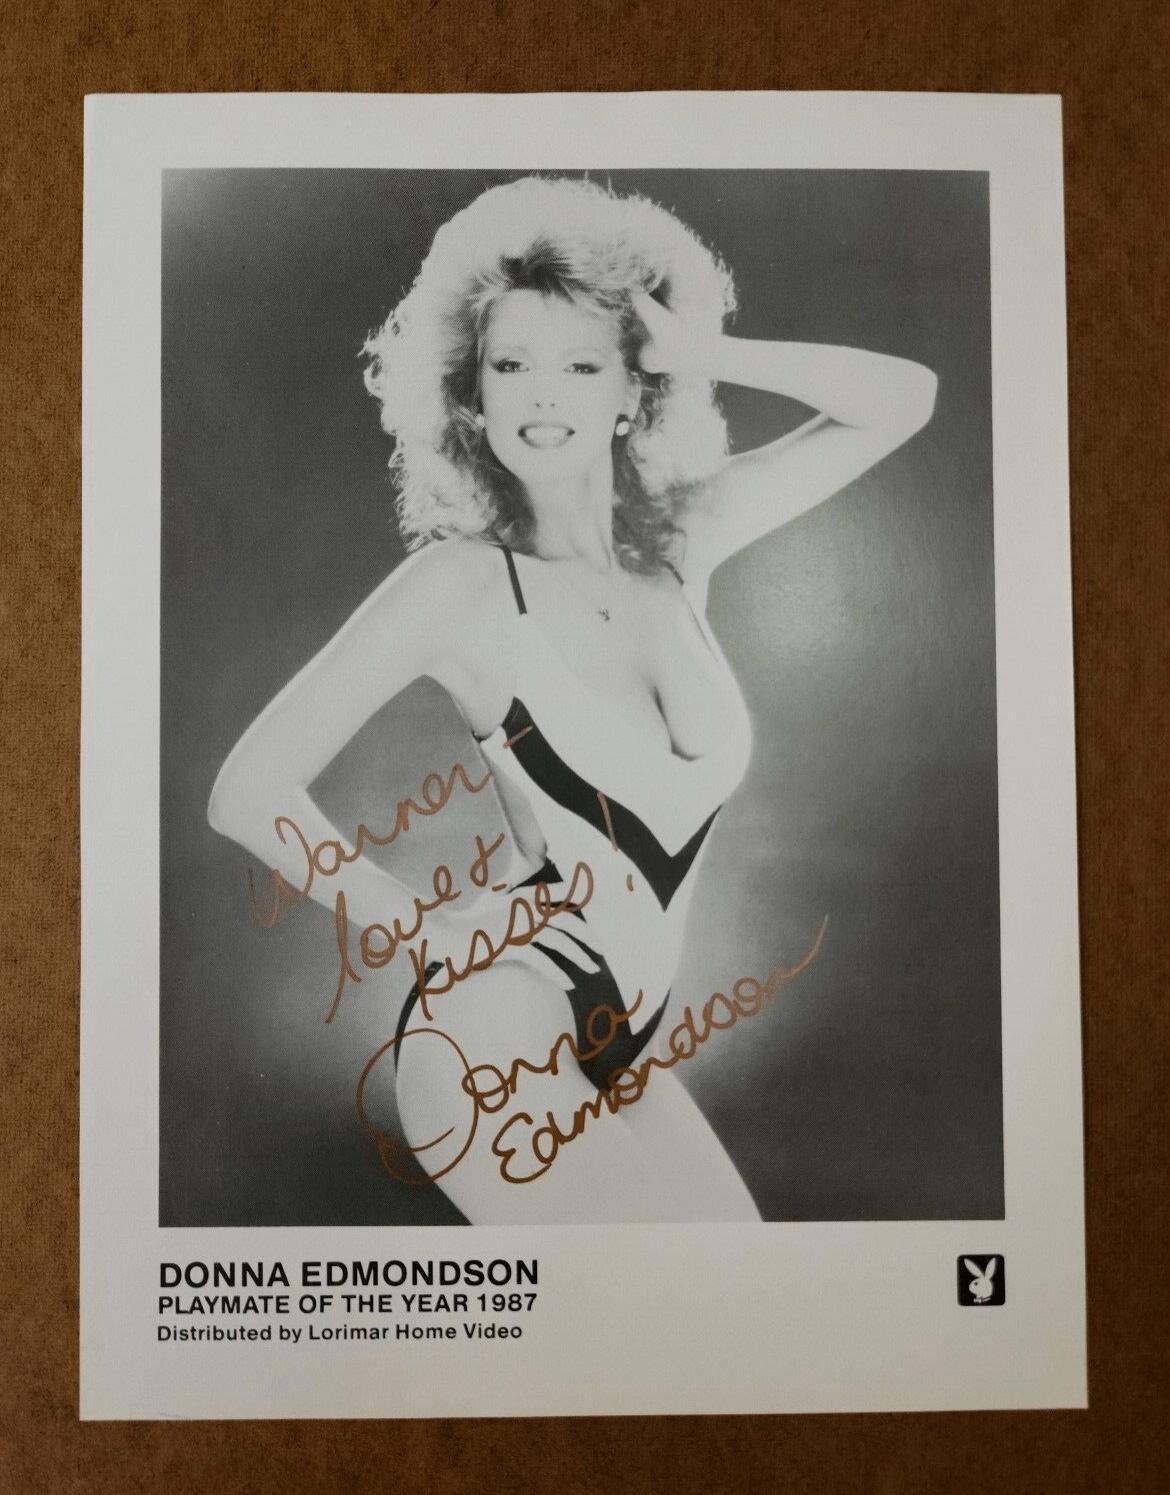 Warner -
love &
kisses!
Donna
Edmondson
DONNA EDMONDSON
PLAYMATE OF THE YEAR 1987
Distributed by Lorimar Home Video